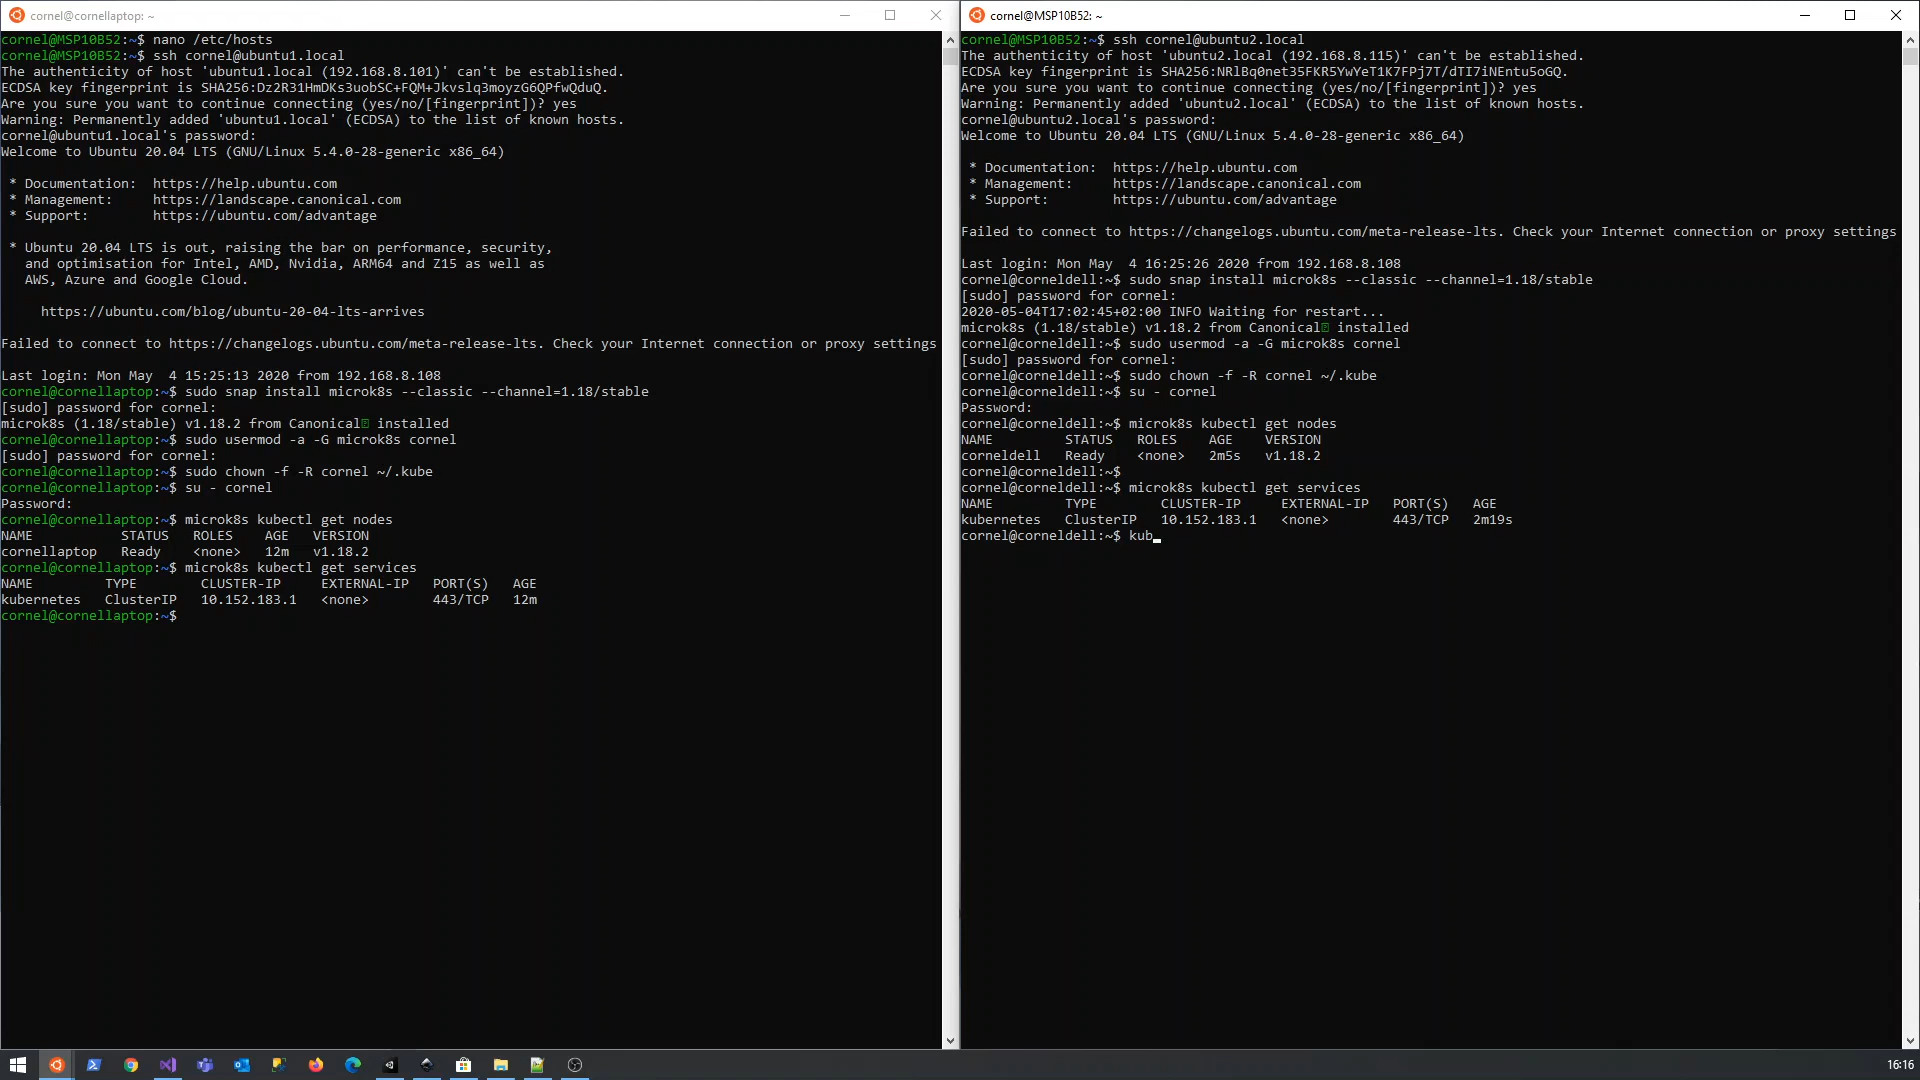 cornel@cornellaptop: ~
cornel@MSP10B52:~$ nano /etc/hosts
cornel@MSP10B52:~$ ssh cornel@ubuntu1.local
The authenticity of host 'ubuntu1.local (192.168.8.101)' can't be established.
ECDSA key fingerprint is SHA256:Dz2R31HmDKs3uobSC+FQM+Jkvslq3moyzG6QPfwQduQ.
Are you sure you want to continue connecting (yes/no/[fingerprint])? yes
Warning: Permanently added 'ubuntu1.local' (ECDSA) to the list of known hosts.
cornel@ubuntu1.local's password:
Welcome to Ubuntu 20.04 LTS (GNU/Linux 5.4.0-28-generic x86_64)
* Documentation:  https://help.ubuntu.com
* Management:     https://landscape.canonical.com
* Support:        https://ubuntu.com/advantage
* Ubuntu 20.04 LTS is out, raising the bar on performance, security,
and optimisation for Intel, AMD, Nvidia, ARM64 and Z15 as well as
AWS, Azure and Google Cloud.
https://ubuntu.com/blog/ubuntu-20-04-lts-arrives
Failed to connect to https://changelogs.ubuntu.com/meta-release-lts. Check your Internet connection or proxy settings
Last login: Mon May  4 15:25:13 2020 from 192.168.8.108
cornel@cornellaptop:~$ sudo snap install microk8s --classic --channel=1.18/stable
[sudo] password for cornel:
microk8s (1.18/stable) v1.18.2 from Canonical installed
cornel@cornellaptop:~$ sudo usermod -a -G microk8s cornel
[sudo] password for cornel:
cornel@cornellaptop:~$ sudo chown -f -R cornel ~/.kube
cornel@cornellaptop:~$ su - cornel
Password:
cornel@cornellaptop:~$ microk8s kubectl get nodes
NAME           STATUS   ROLES    AGE   VERSION
cornellaptop   Ready    <none>   12m   v1.18.2
cornel@cornellaptop:~$ microk8s kubectl get services
NAME         TYPE        CLUSTER-IP     EXTERNAL-IP   PORT(S)   AGE
kubernetes   ClusterIP   10.152.183.1   <none>        443/TCP   12m
cornel@cornellaptop:~$
cornel@MSP10B52: ~
cornel@MSP10B52:~$ ssh cornel@ubuntu2.local
The authenticity of host 'ubuntu2.local (192.168.8.115)' can't be established.
ECDSA key fingerprint is SHA256:NRlBq0net35FKR5YwYeT1K7FPj7T/dTI7iNEntu5oGQ.
Are you sure you want to continue connecting (yes/no/[fingerprint])? yes
Warning: Permanently added 'ubuntu2.local' (ECDSA) to the list of known hosts.
cornel@ubuntu2.local's password:
Welcome to Ubuntu 20.04 LTS (GNU/Linux 5.4.0-28-generic x86_64)
* Documentation:  https://help.ubuntu.com
* Management:     https://landscape.canonical.com
* Support:        https://ubuntu.com/advantage
Failed to connect to https://changelogs.ubuntu.com/meta-release-lts. Check your Internet connection or proxy settings
Last login: Mon May  4 16:25:26 2020 from 192.168.8.108
cornel@corneldell:~$ sudo snap install microk8s --classic --channel=1.18/stable
[sudo] password for cornel:
2020-05-04T17:02:45+02:00 INFO Waiting for restart...
microk8s (1.18/stable) v1.18.2 from Canonical installed
cornel@corneldell:~$ sudo usermod -a -G microk8s cornel
[sudo] password for cornel:
cornel@corneldell:~$ sudo chown -f -R cornel ~/.kube
cornel@corneldell:~$ su - cornel
Password:
cornel@corneldell:~$ microk8s kubectl get nodes
NAME         STATUS   ROLES    AGE    VERSION
corneldell   Ready    <none>   2m5s   v1.18.2
cornel@corneldell:~$
cornel@corneldell:~$ microk8s kubectl get services
NAME         TYPE        CLUSTER-IP     EXTERNAL-IP   PORT(S)   AGE
kubernetes   ClusterIP   10.152.183.1   <none>        443/TCP   2m19s
cornel@corneldell:~$ kub
16:16